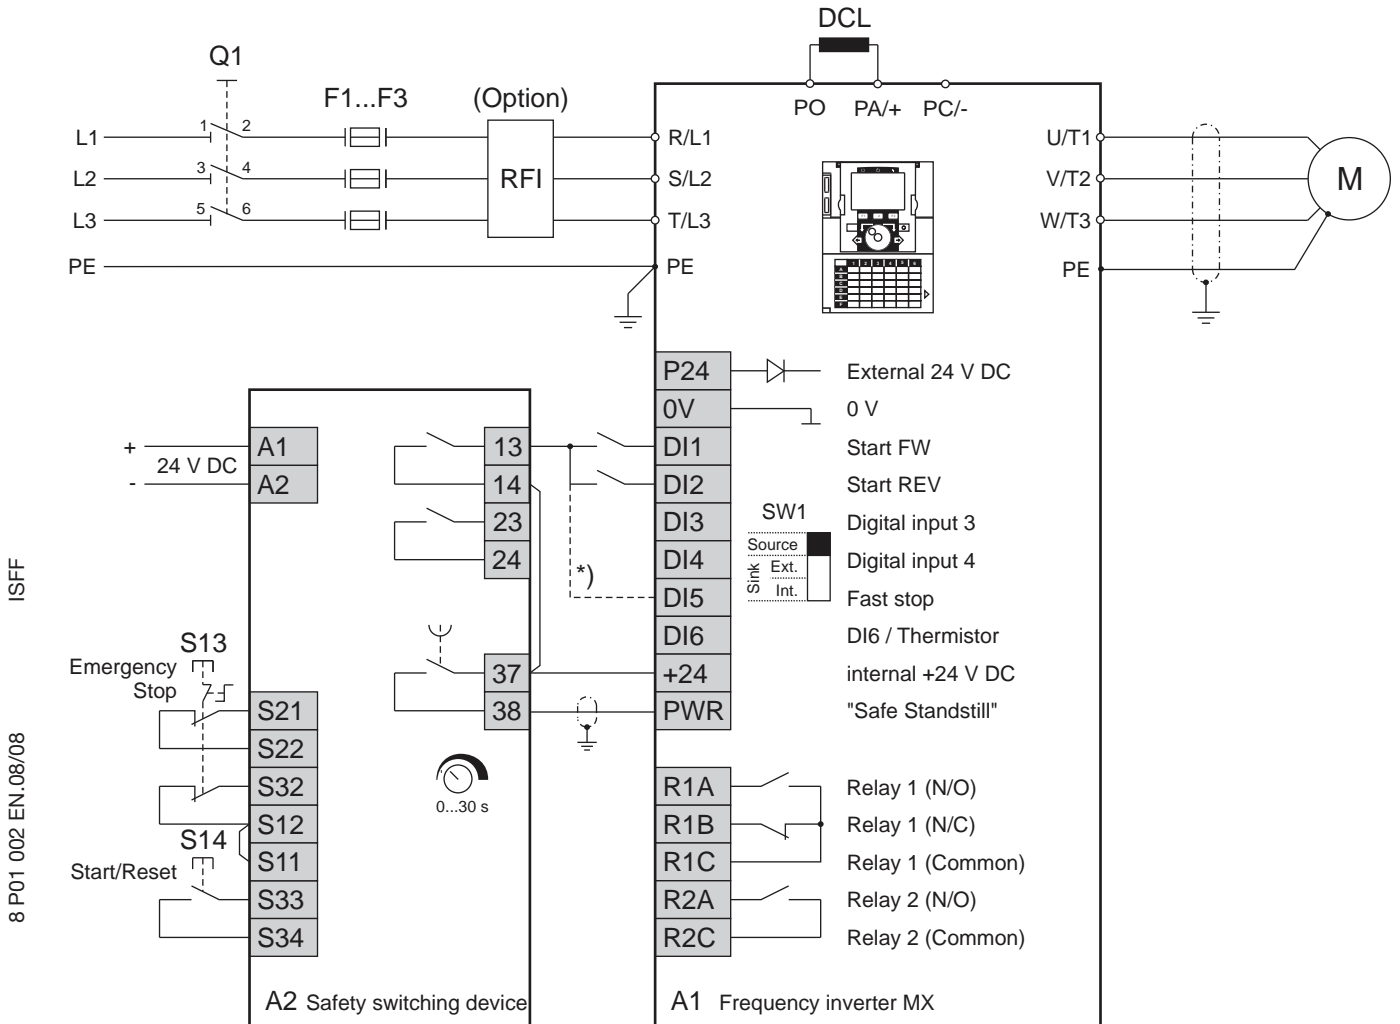 DCL
Q1
F1...F3
(Option)
PO
PA/+
PC/-
L1
1
2
R/L1
U/T1
L2
3
4
RFI
S/L2
V/T2
M
L3
5
6
T/L3
W/T3
PE
PE
PE
P24
External 24 V DC
0V
0 V
+
24 V DC
-
A1
A2
13
14
23
24
*)
37
38
0...30 s
DI1
Start FW
DI2
Start REV
DI3
Digital input 3
DI4
Digital input 4
DI5
Fast stop
DI6
DI6 / Thermistor
+24
internal +24 V DC
PWR
"Safe Standstill"
SW1
Source
Sink
Ext.
Int.
S13
Emergency
Stop
S21
S22
S32
S12
S14
Start/Reset
S11
S33
S34
R1A
Relay 1 (N/O)
R1B
Relay 1 (N/C)
R1C
Relay 1 (Common)
R2A
Relay 2 (N/O)
R2C
Relay 2 (Common)
A2 Safety switching device
A1 Frequency inverter MX
ISFF
8 P01 002 EN.08/08